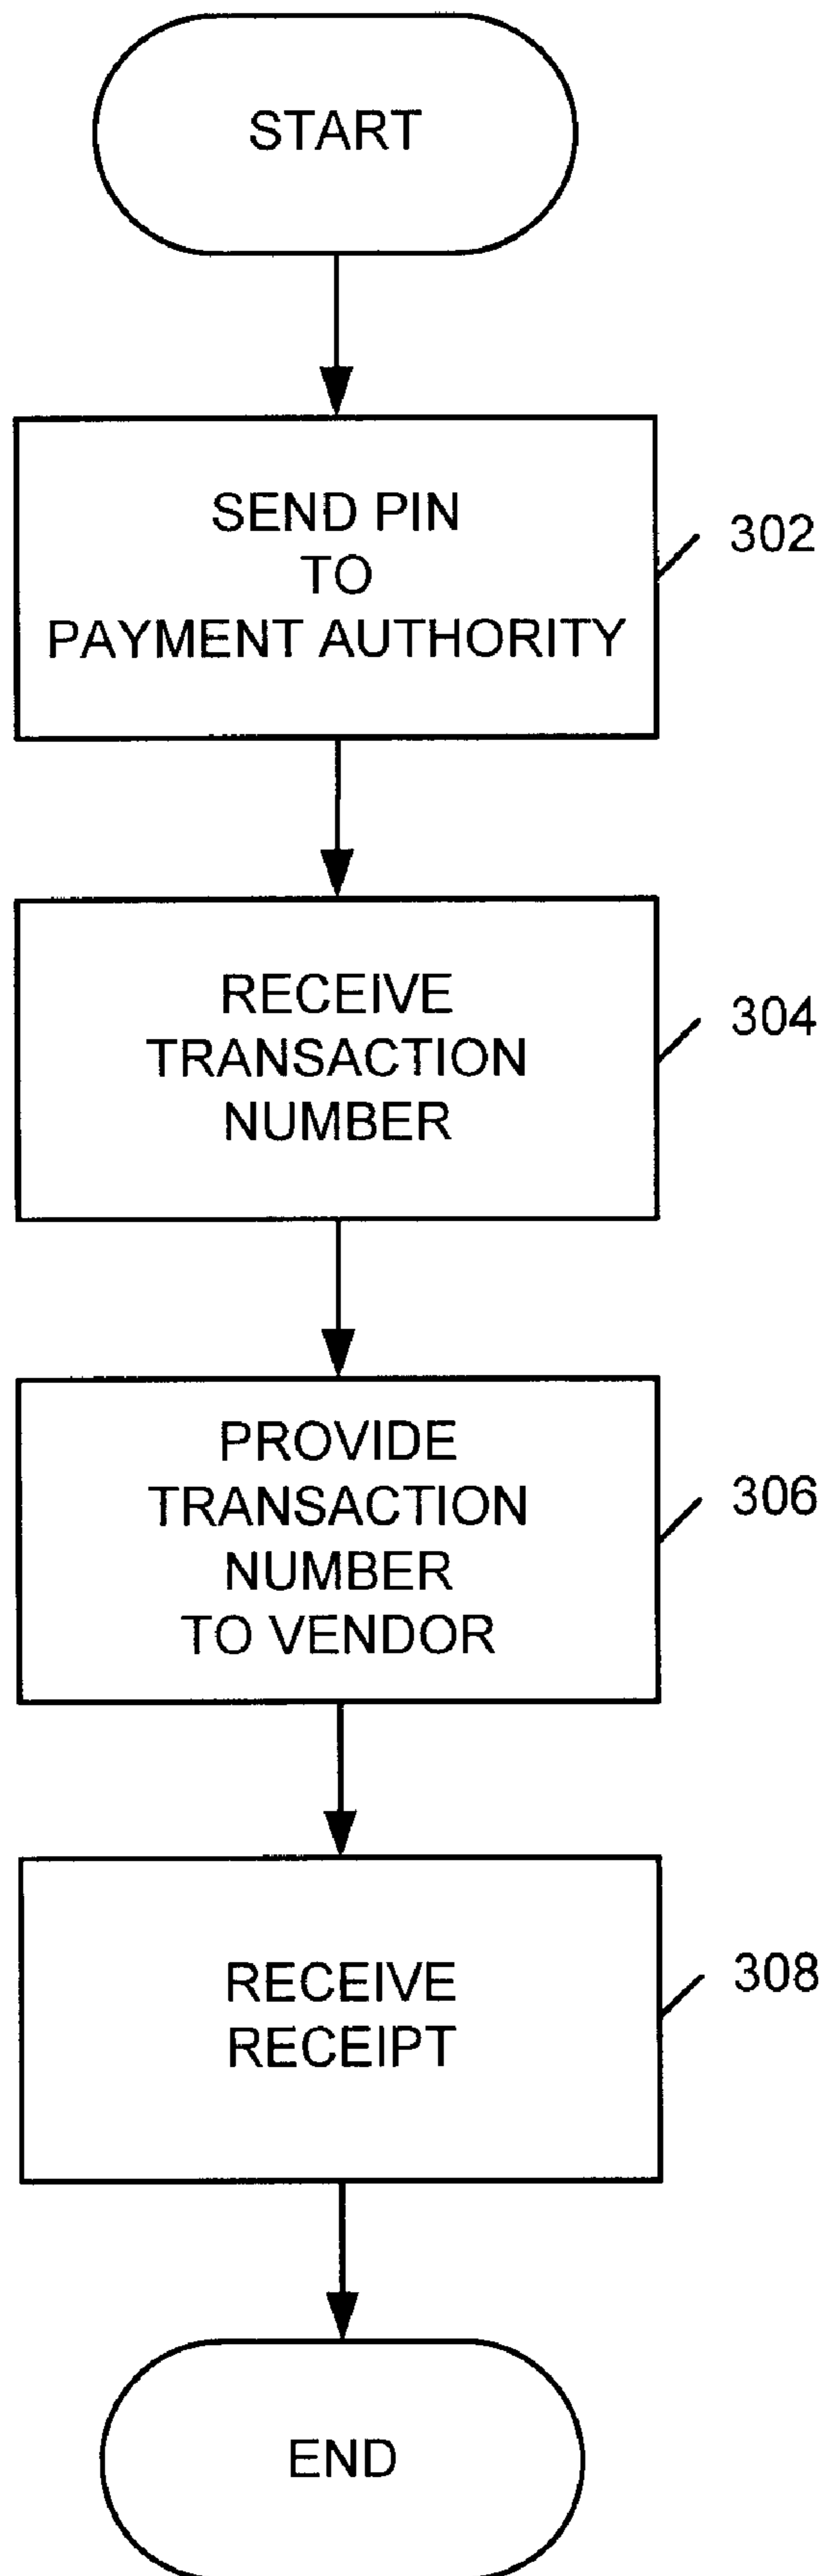 START
SEND PIN
TO
PAYMENT AUTHORITY
302
RECEIVE
TRANSACTION
NUMBER
304
PROVIDE
TRANSACTION
NUMBER
TO VENDOR
306
RECEIVE
RECEIPT
308
END